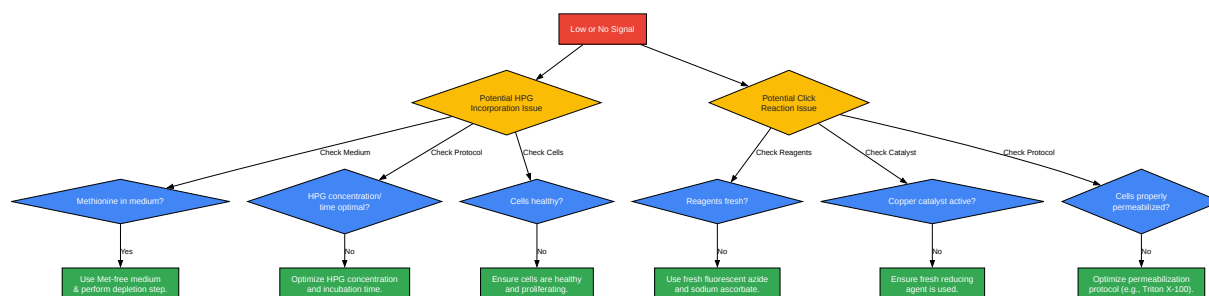 Low or No Signal
Potential HPG
Incorporation Issue
Potential Click
Reaction Issue
Check Medium
Check Protocol
Check Cells
Check Reagents
Check Catalyst
Check Protocol
Methionine in medium?
HPG concentration/
time optimal?
Cells healthy?
Reagents fresh?
Copper catalyst active?
Cells properly
permeabilized?
Yes
No
No
No
No
No
Use Met-free medium
& perform depletion step.
Optimize HPG concentration
and incubation time.
Ensure cells are healthy
and proliferating.
Use fresh fluorescent azide
and sodium ascorbate.
Ensure fresh reducing
agent is used.
Optimize permeabilization
protocol (e.g., Triton X-100).